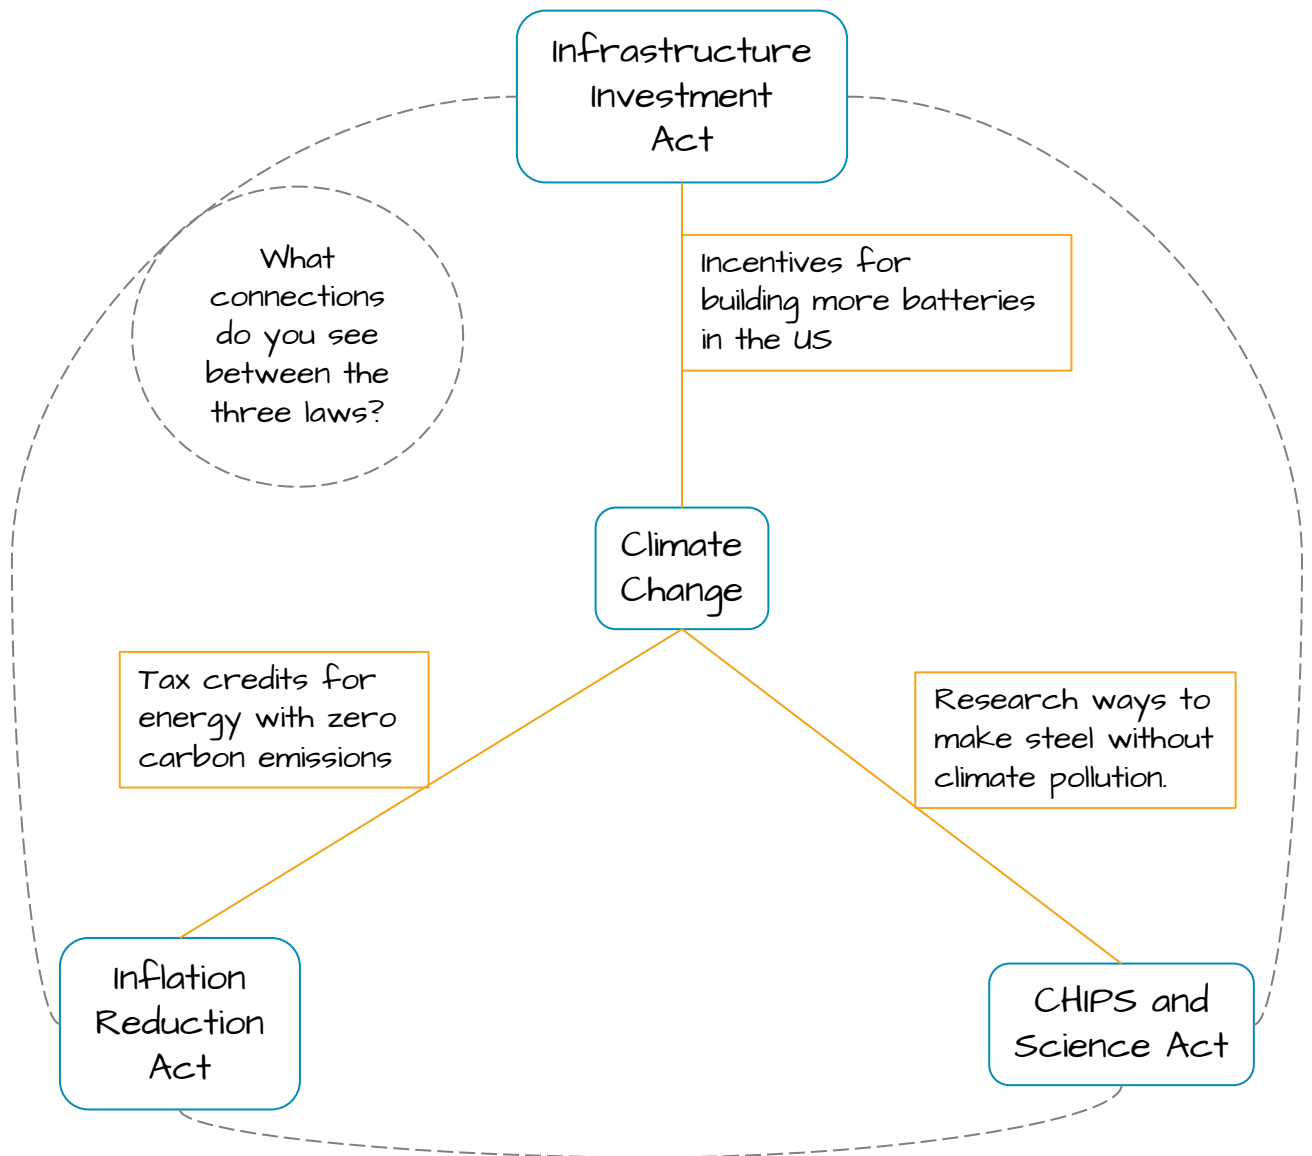 Infrastructure
Investment
Act
What
connections
do you see
between the
three laws?
Incentives for
building more batteries
in the US
Climate
Change
Tax credits for
energy with zero
carbon emissions
Research ways to
make steel without
climate pollution.
Inflation
Reduction
Act
CHIPS and
Science Act